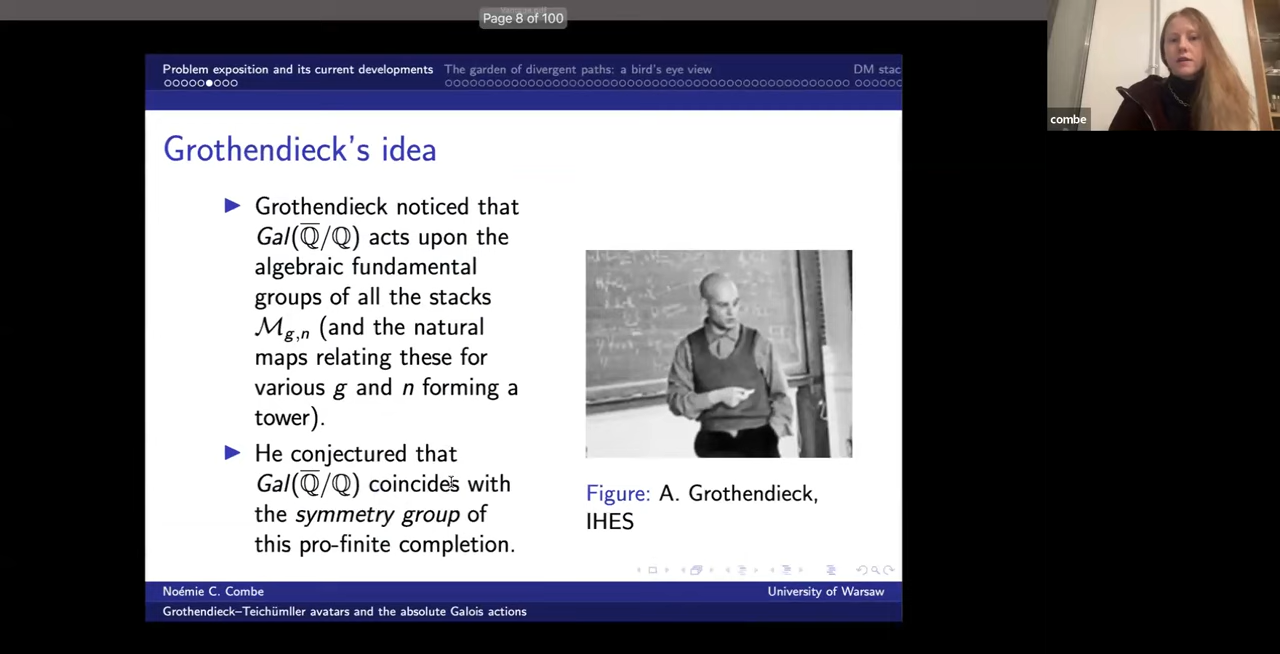 Page 8 of 100
Problem exposition and its current developments
The garden of divergent paths: a bird's eye view
DM stac
combe
Grothendieck's idea
Grothendieck noticed that
Gal(ℚ̅/ℚ) acts upon the
algebraic fundamental
groups of all the stacks
ℳg,n (and the natural
maps relating these for
various g and n forming a
tower).
He conjectured that
Gal(ℚ̅/ℚ) coincides with
the symmetry group of
this pro-finite completion.
Figure: A. Grothendieck,
IHES
Noémie C. Combe
University of Warsaw
Grothendieck–Teichümller avatars and the absolute Galois actions